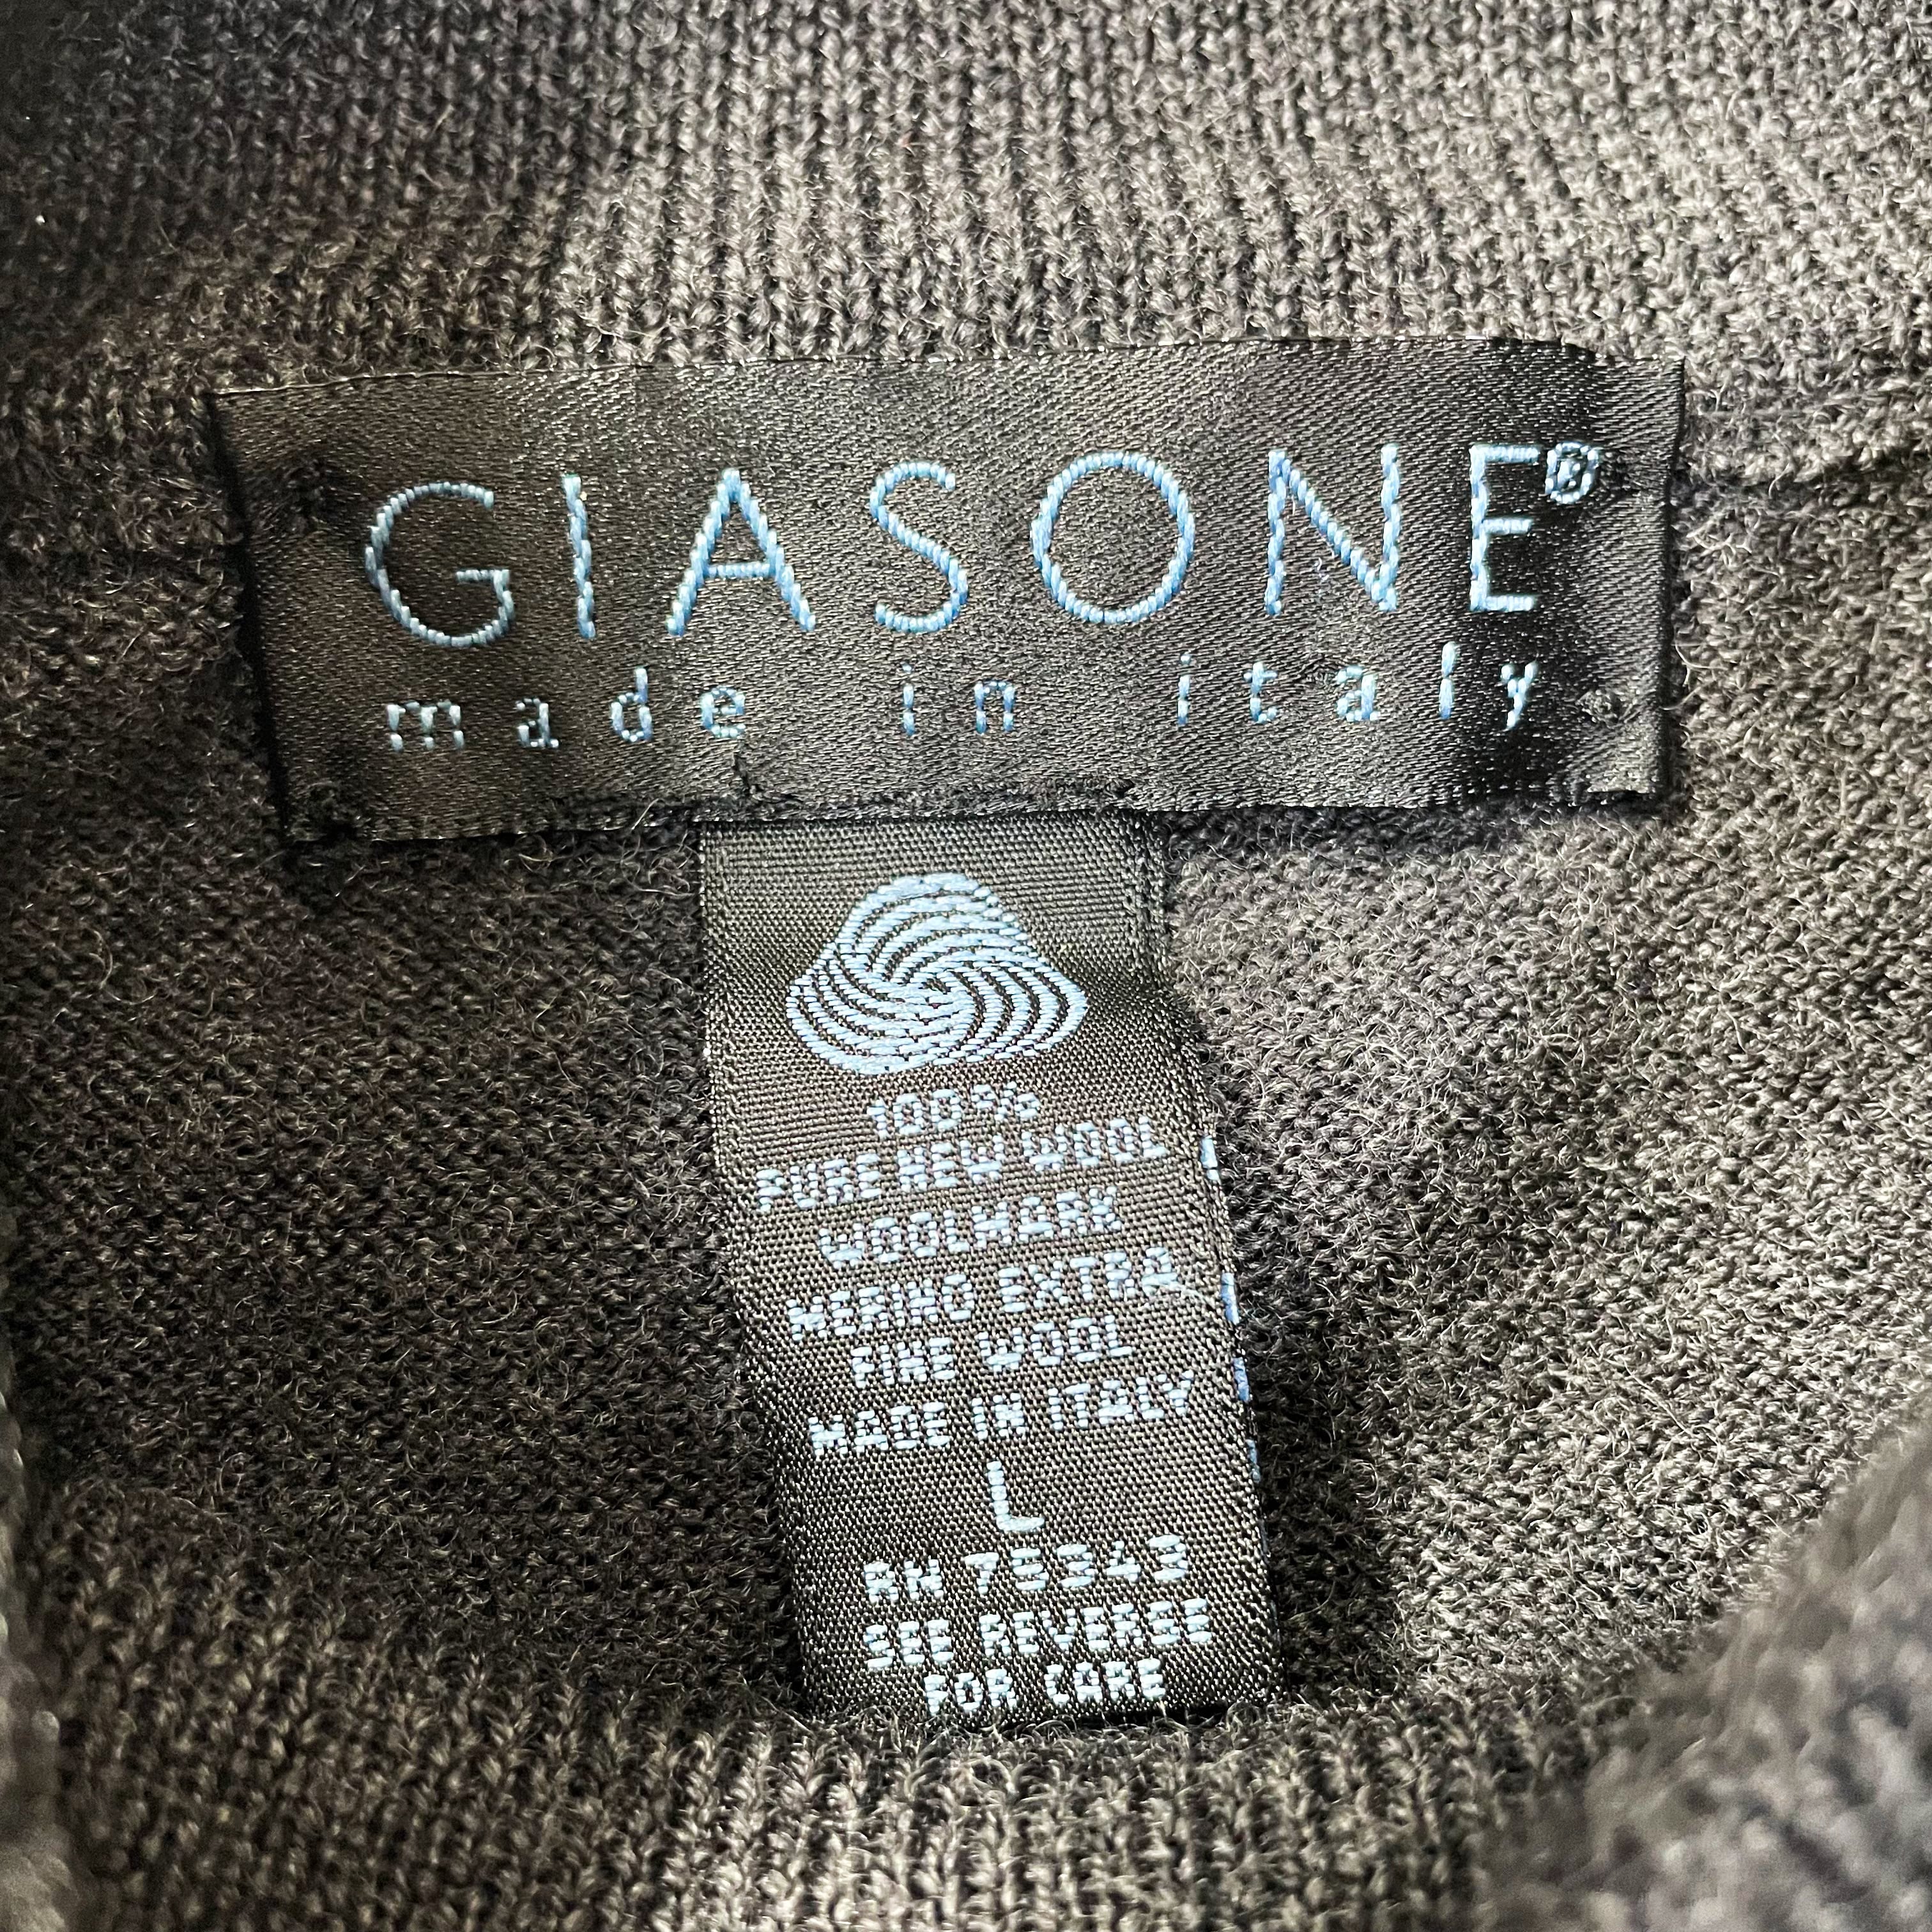 GIASONE®
made in italy
100%
PURE NEW WOOL
WOOLMARK
MERINO EXTRA
FINE WOOL
MADE IN ITALY
L
RN 75343
SEE REVERSE
FOR CARE